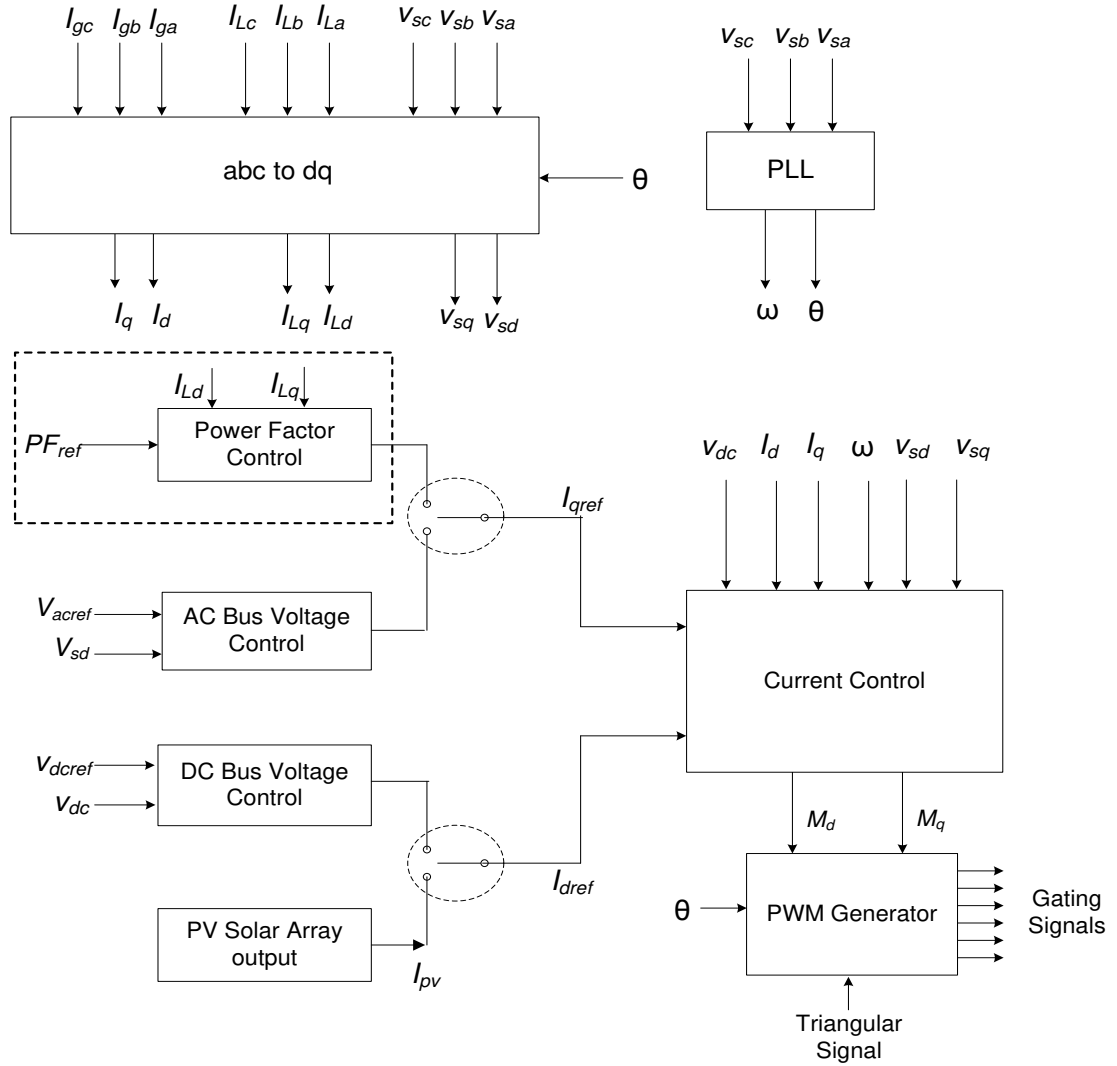 Igc Igb Iga ILc ILb ILa vsc vsb vsa
vsc vsb vsa
abc to dq
θ
PLL
Iq Id ILq ILd vsq vsd
ω θ
ILd ILq
PFref
Power Factor
Control
Iqref
vdc Id Iq ω vsd vsq
Vacref
Vsd
AC Bus Voltage
Control
Current Control
vdcref
vdc
DC Bus Voltage
Control
Md Mq
Idref
θ
PWM Generator
Gating
Signals
PV Solar Array
output
Ipv
Triangular
Signal